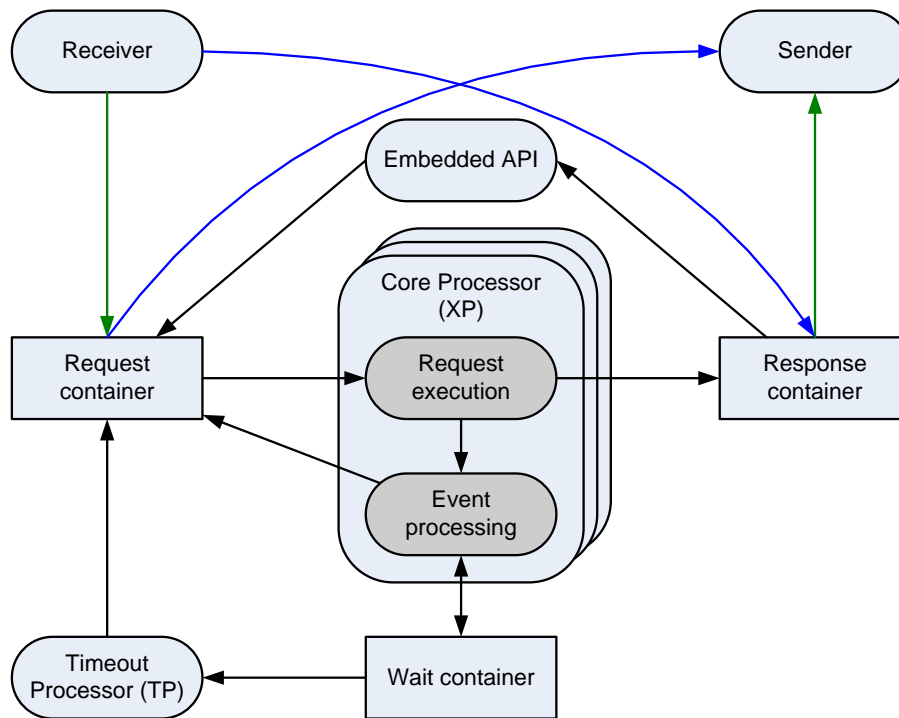 Receiver
Sender
Embedded API
Core Processor
(XP)
Request
container
Request
execution
Response
container
Event
processing
Timeout
Processor (TP)
Wait container